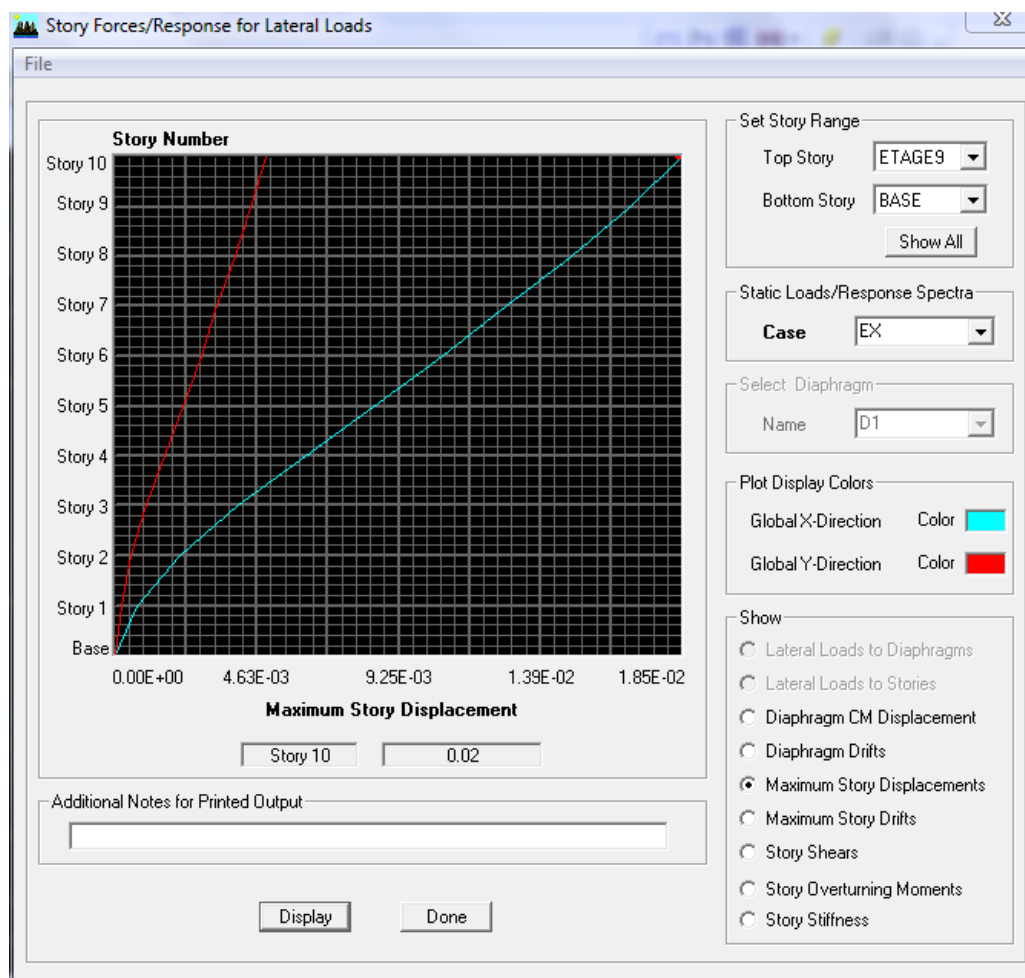 Story Forces/Response for Lateral Loads
File
Story Number
Story 10
Story 9
Story 8
Story 7
Story 6
Story 5
Story 4
Story 3
Story 2
Story 1
Base
0.00E+00 4.63E-03 9.25E-03 1.39E-02 1.85E-02
Maximum Story Displacement
Story 10 0.02
Additional Notes for Printed Output
Display Done
Set Story Range
Top Story ETAGE9
Bottom Story BASE
Show All
Static Loads/Response Spectra
Case EX
Select Diaphragm
Name D1
Plot Display Colors
Global X-Direction Color
Global Y-Direction Color
Show
Lateral Loads to Diaphragms
Lateral Loads to Stories
Diaphragm CM Displacement
Diaphragm Drifts
Maximum Story Displacements
Maximum Story Drifts
Story Shears
Story Overturning Moments
Story Stiffness